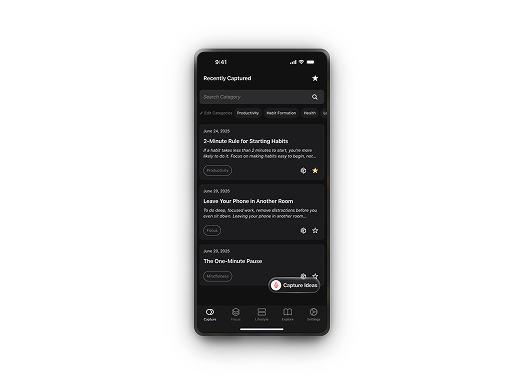 9:41
Recently Captured
Search Category
Edit Categories Productivity Habit Formation Health
June 24, 2025
2-Minute Rule for Starting Habits
If a habit takes less than 2 minutes to start, you're more
likely to do it. Focus on making habits easy to begin, not...
Productivity
June 20, 2025
Leave Your Phone in Another Room
To do deep, focused work, remove distractions before you
even sit down. Leaving your phone in another room...
Focus
June 20, 2025
The One-Minute Pause
Mindfulness
Capture Ideas
Capture Focus Lifestyle Explore Settings